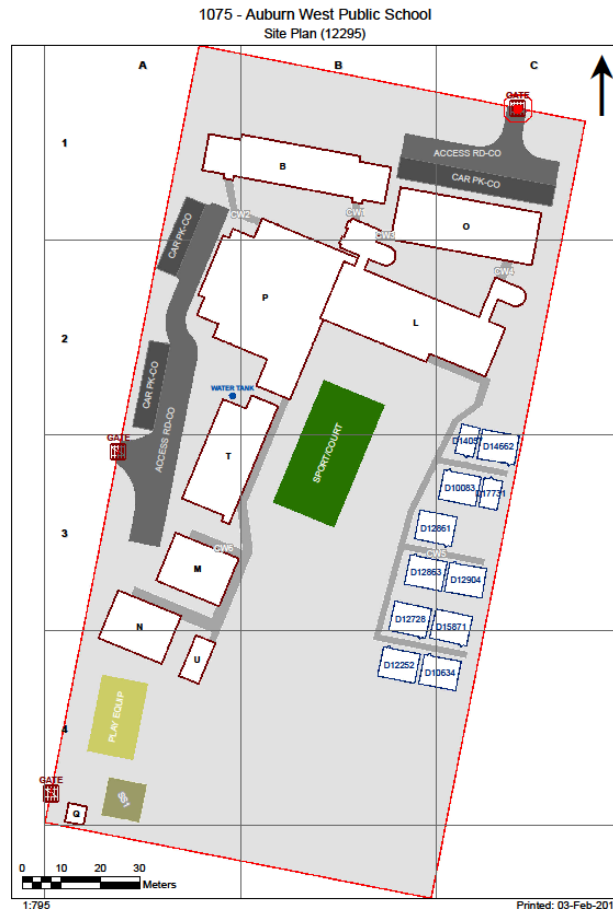 1075 - Auburn West Public School
Site Plan (12295)
A
B
C
GATE
1
ACCESS RD-CO
CAR PK-CO
B
CW2
CW1
CW3
O
CAR PK-CO
CW4
P
L
2
CAR PK-CO
WATER TANK
GATE
ACCESS RD-CO
SPORT/COURT
T
D14662
D10083
D17731
3
D12861
CW5
CW6
M
D12863
D12904
N
D12728
D15871
U
D12252
D10634
PLAY EQUIP
4
GATE
Q
0 10 20 30
Meters
1:795
Printed: 03-Feb-201